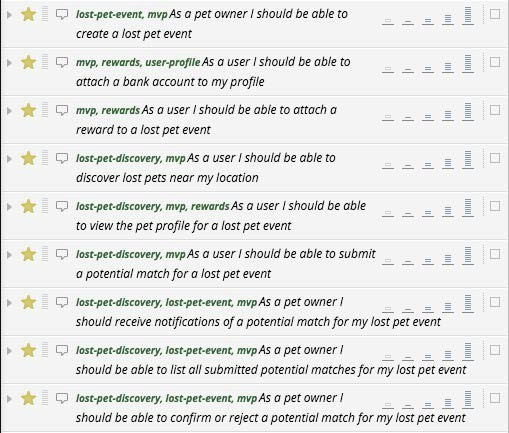 lost-pet-event, mvp As a pet owner I should be able to
create a lost pet event
mvp, rewards, user-profile As a user I should be able to
attach a bank account to my profile
mvp, rewards As a user I should be able to attach a
reward to a lost pet event
lost-pet-discovery, mvp As a user I should be able to
discover lost pets near my location
lost-pet-discovery, mvp, rewards As a user I should be able
to view the pet profile for a lost pet event
lost-pet-discovery, mvp As a user I should be able to submit
a potential match for a lost pet event
lost-pet-discovery, lost-pet-event, mvp As a pet owner I
should receive notifications of a potential match for my lost pet event
lost-pet-discovery, lost-pet-event, mvp As a pet owner I
should be able to list all submitted potential matches for my lost pet event
lost-pet-discovery, lost-pet-event, mvp As a pet owner I
should be able to confirm or reject a potential match for my lost pet event